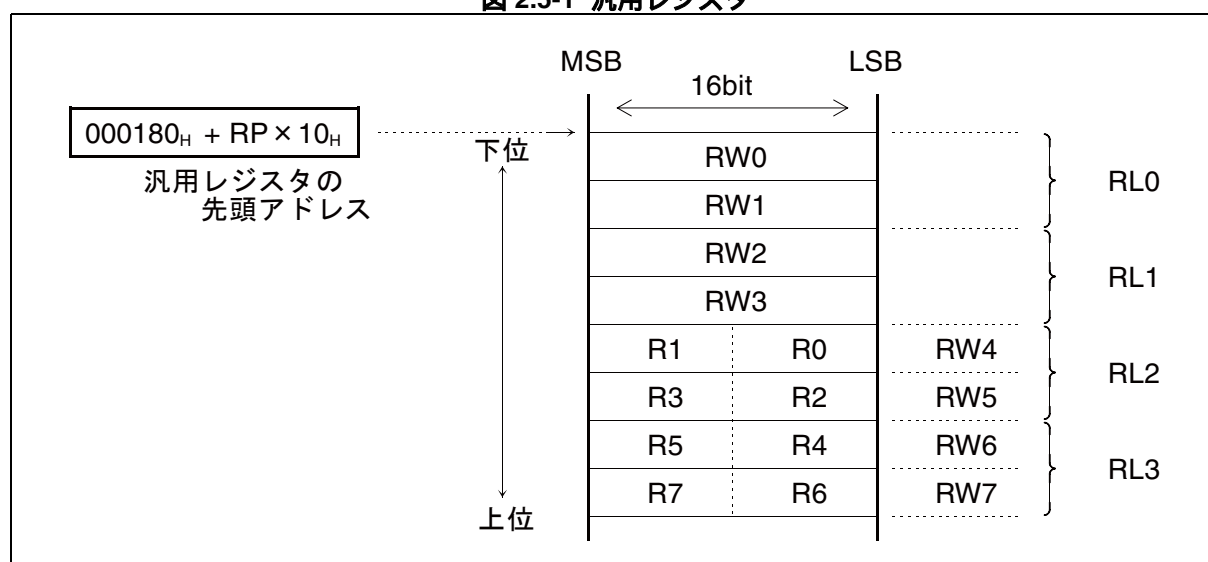 図 2.3-1 汎用レジスタ
MSB LSB
16bit
000180H + RP×10H
汎用レジスタの
先頭アドレス
下位
RW0
RW1
RL0
RW2
RW3
RL1
R1 R0 RW4
R3 R2 RW5
RL2
R5 R4 RW6
R7 R6 RW7
RL3
上位